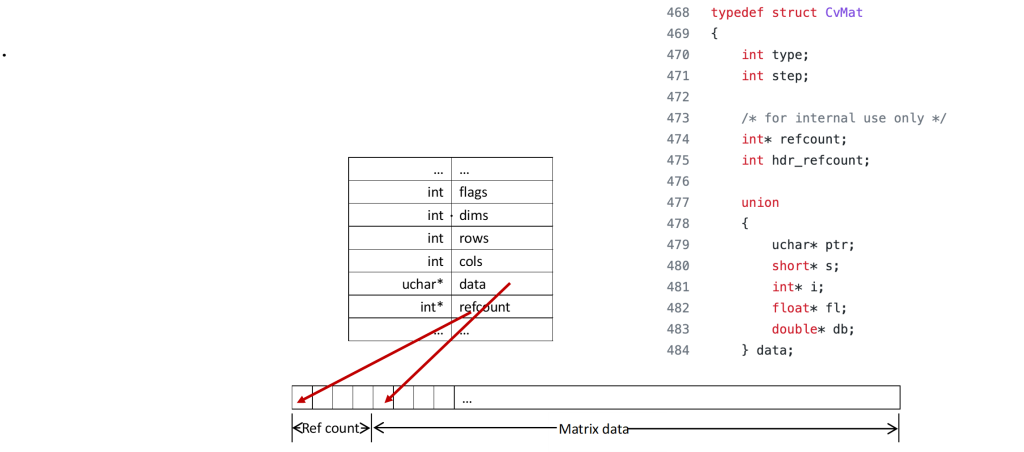 468 typedef struct CvMat
469 {
470 int type;
471 int step;
472
473 /* for internal use only */
474 int* refcount;
475 int hdr_refcount;
476
477 union
478 {
479 uchar* ptr;
480 short* s;
481 int* i;
482 float* fl;
483 double* db;
484 } data;
... ...
int flags
int dims
int rows
int cols
uchar* data
int* refcount
... ...
...
Ref count Matrix data